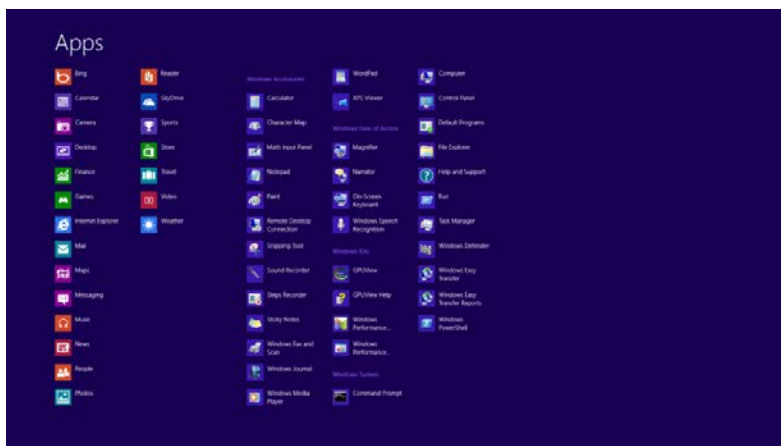 Apps
Bing
Calendar
Camera
Desktop
Finance
Games
Internet Explorer
Mail
Maps
Messaging
Music
News
People
Photos
Reader
SkyDrive
Sports
Store
Travel
Video
Weather
Windows Accessories
Calculator
Character Map
Math Input Panel
Notepad
Paint
Remote Desktop
Connection
Snipping Tool
Sound Recorder
Steps Recorder
Sticky Notes
Windows Fax and
Scan
Windows Journal
Windows Media
Player
WordPad
XPS Viewer
Windows Ease of Access
Magnifier
Narrator
On-Screen
Keyboard
Windows Speech
Recognition
Windows Kits
GPUView
GPUView Help
Windows
Performance...
Windows
Performance...
Windows System
Command Prompt
Computer
Control Panel
Default Programs
File Explorer
Help and Support
Run
Task Manager
Windows Defender
Windows Easy
Transfer
Windows Easy
Transfer Reports
Windows
PowerShell